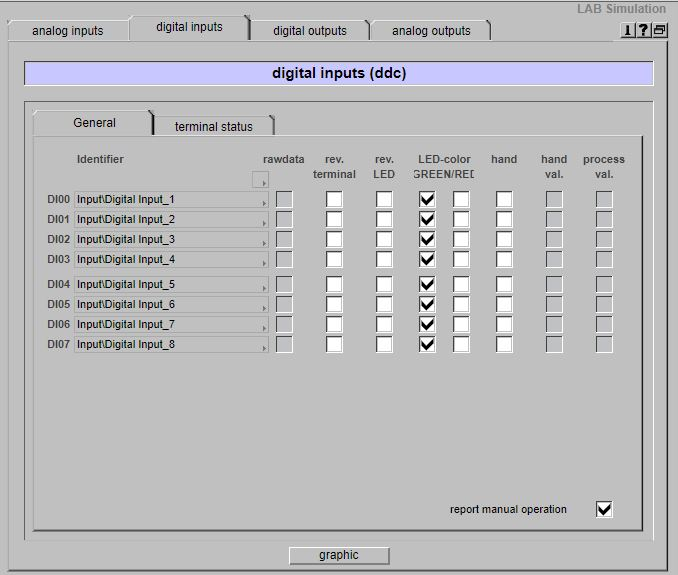 LAB Simulation
analog inputs digital inputs digital outputs analog outputs
digital inputs (ddc)
General terminal status
Identifier rawdata rev. rev. LED-color hand hand process
terminal LED GREEN/RED val. val.
DI00 Input\Digital Input_1
DI01 Input\Digital Input_2
DI02 Input\Digital Input_3
DI03 Input\Digital Input_4
DI04 Input\Digital Input_5
DI05 Input\Digital Input_6
DI06 Input\Digital Input_7
DI07 Input\Digital Input_8
report manual operation
graphic